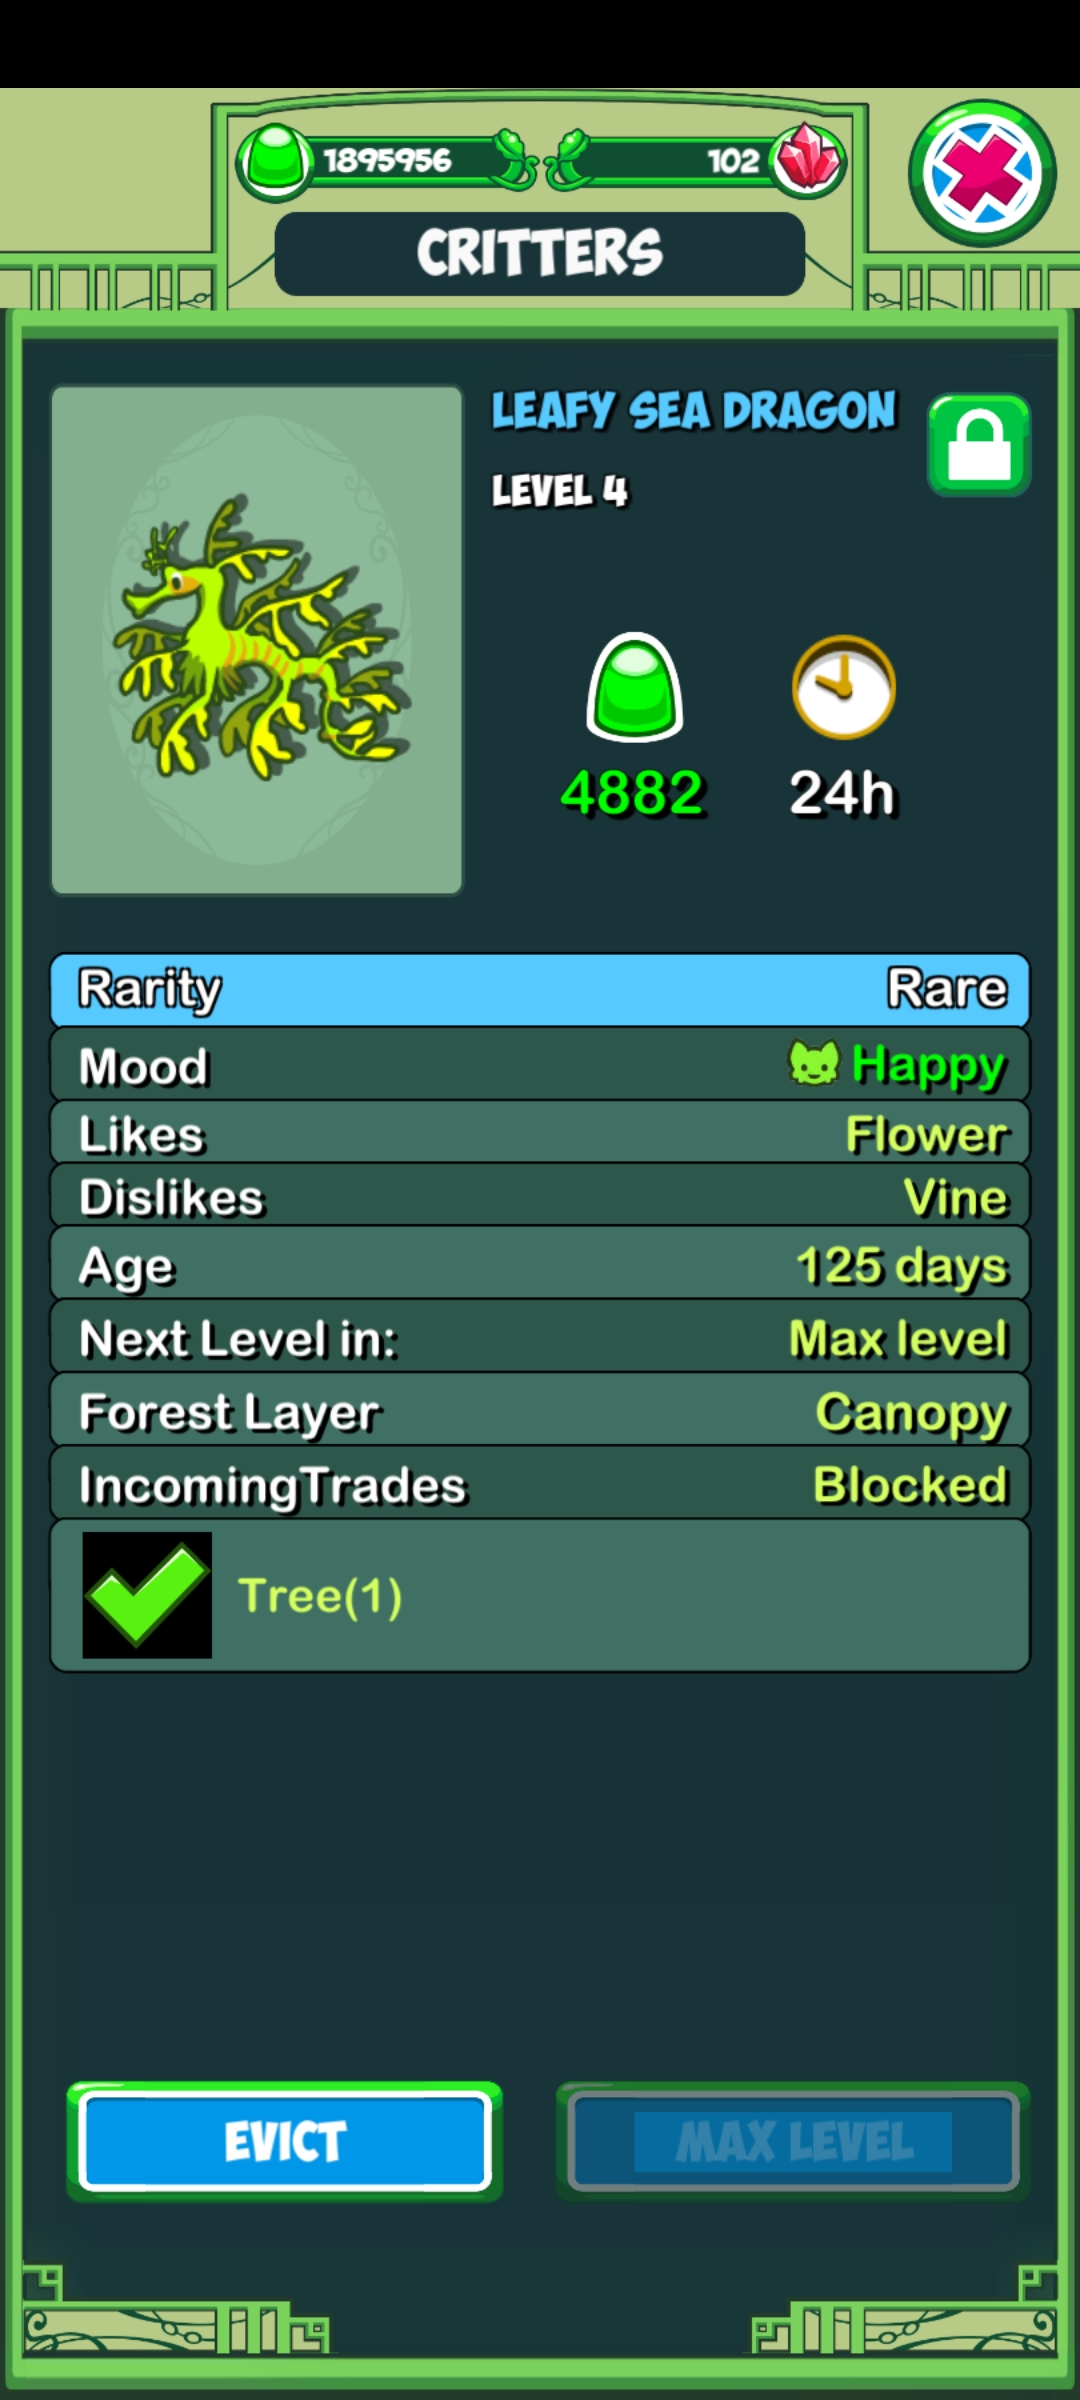 1895956 102
CRITTERS
LEAFY SEA DRAGON
LEVEL 4
4882 24h
Rarity Rare
Mood Happy
Likes Flower
Dislikes Vine
Age 125 days
Next Level in: Max level
Forest Layer Canopy
IncomingTrades Blocked
Tree(1)
EVICT MAX LEVEL